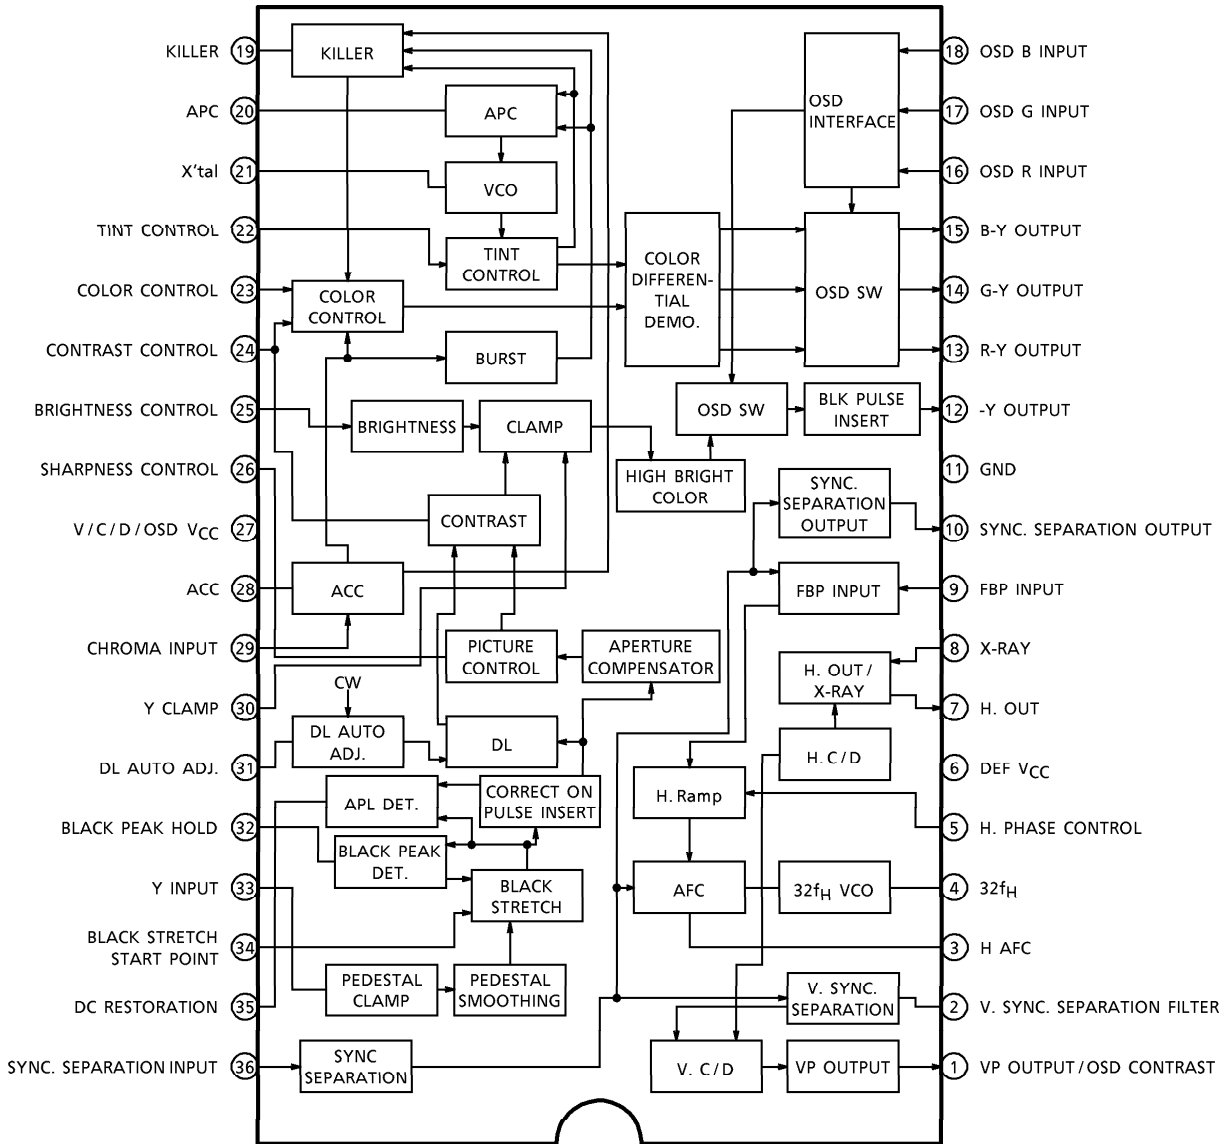 KILLER 19
APC 20
X'tal 21
TINT CONTROL 22
COLOR CONTROL 23
CONTRAST CONTROL 24
BRIGHTNESS CONTROL 25
SHARPNESS CONTROL 26
V/C/D/OSD VCC 27
ACC 28
CHROMA INPUT 29
Y CLAMP 30
DL AUTO ADJ. 31
BLACK PEAK HOLD 32
Y INPUT 33
BLACK STRETCH
START POINT 34
DC RESTORATION 35
SYNC. SEPARATION INPUT 36
KILLER
APC
VCO
TINT
CONTROL
COLOR
CONTROL
BURST
BRIGHTNESS
CLAMP
CONTRAST
ACC
PICTURE
CONTROL
APERTURE
COMPENSATOR
CW
DL AUTO
ADJ.
DL
APL DET.
CORRECT ON
PULSE INSERT
BLACK PEAK
DET.
BLACK
STRETCH
PEDESTAL
CLAMP
PEDESTAL
SMOOTHING
SYNC
SEPARATION
OSD
INTERFACE
COLOR
DIFFEREN-
TIAL
DEMO.
OSD SW
OSD SW
BLK PULSE
INSERT
HIGH BRIGHT
COLOR
SYNC.
SEPARATION
OUTPUT
FBP INPUT
H. OUT/
X-RAY
H. C/D
H. Ramp
AFC
32fH VCO
V. SYNC.
SEPARATION
V. C/D
VP OUTPUT
18 OSD B INPUT
17 OSD G INPUT
16 OSD R INPUT
15 B-Y OUTPUT
14 G-Y OUTPUT
13 R-Y OUTPUT
12 -Y OUTPUT
11 GND
10 SYNC. SEPARATION OUTPUT
9 FBP INPUT
8 X-RAY
7 H. OUT
6 DEF VCC
5 H. PHASE CONTROL
4 32fH
3 H AFC
2 V. SYNC. SEPARATION FILTER
1 VP OUTPUT/OSD CONTRAST